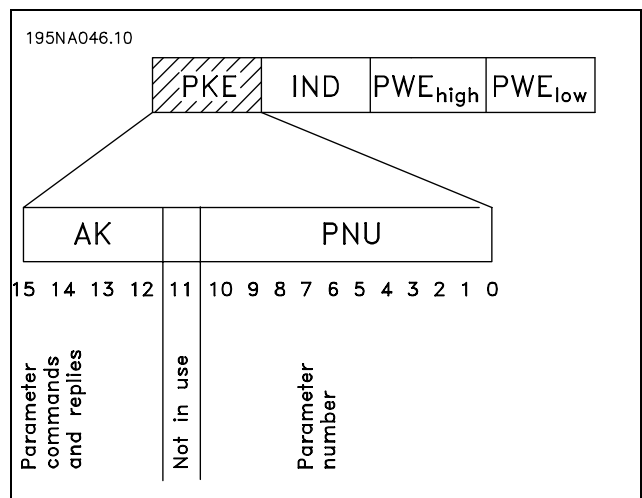 195NA046.10
PKE IND PWEhigh PWElow
AK PNU
15 14 13 12 11 10 9 8 7 6 5 4 3 2 1 0
Parameter
commands
and replies
Not in use
Parameter
number